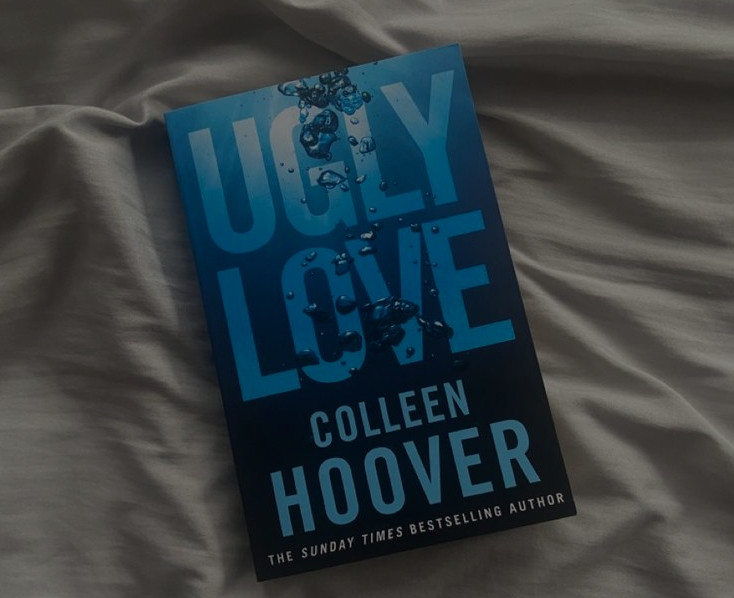 UGLY
LOVE
COLLEEN
HOOVER
THE SUNDAY TIMES BESTSELLING AUTHOR